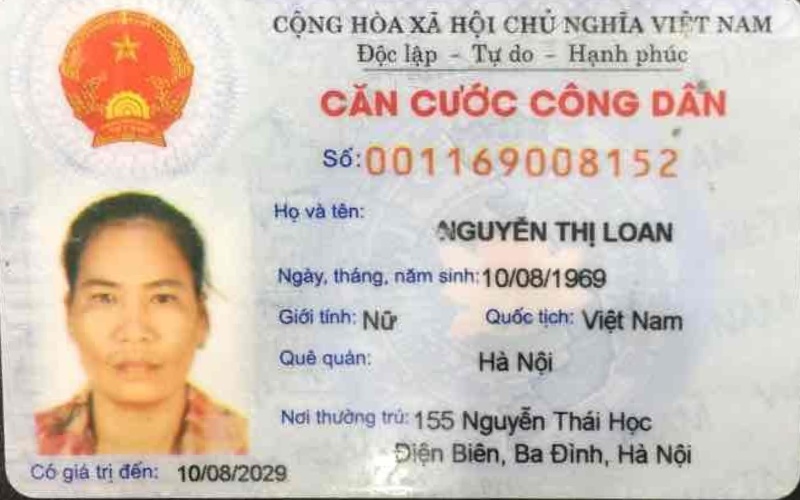 CỘNG HÒA XÃ HỘI CHỦ NGHĨA VIỆT NAM
Độc lập - Tự do - Hạnh phúc
CĂN CƯỚC CÔNG DÂN
Số: 001169008152
Họ và tên:
NGUYỄN THỊ LOAN
Ngày, tháng, năm sinh: 10/08/1969
Giới tính: Nữ Quốc tịch: Việt Nam
Quê quán: Hà Nội
Nơi thường trú: 155 Nguyễn Thái Học
Điện Biên, Ba Đình, Hà Nội
Có giá trị đến: 10/08/2029